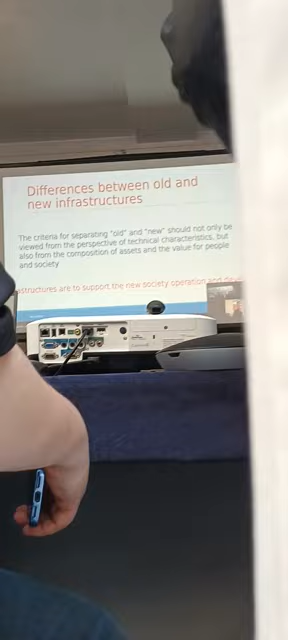 Differences between old and
new infrastructures
The criteria for separating "old" and "new" should not only be
viewed from the perspective of technical characteristics, but
also from the composition of assets and the value for people
and society
structures are to support the new society operation and